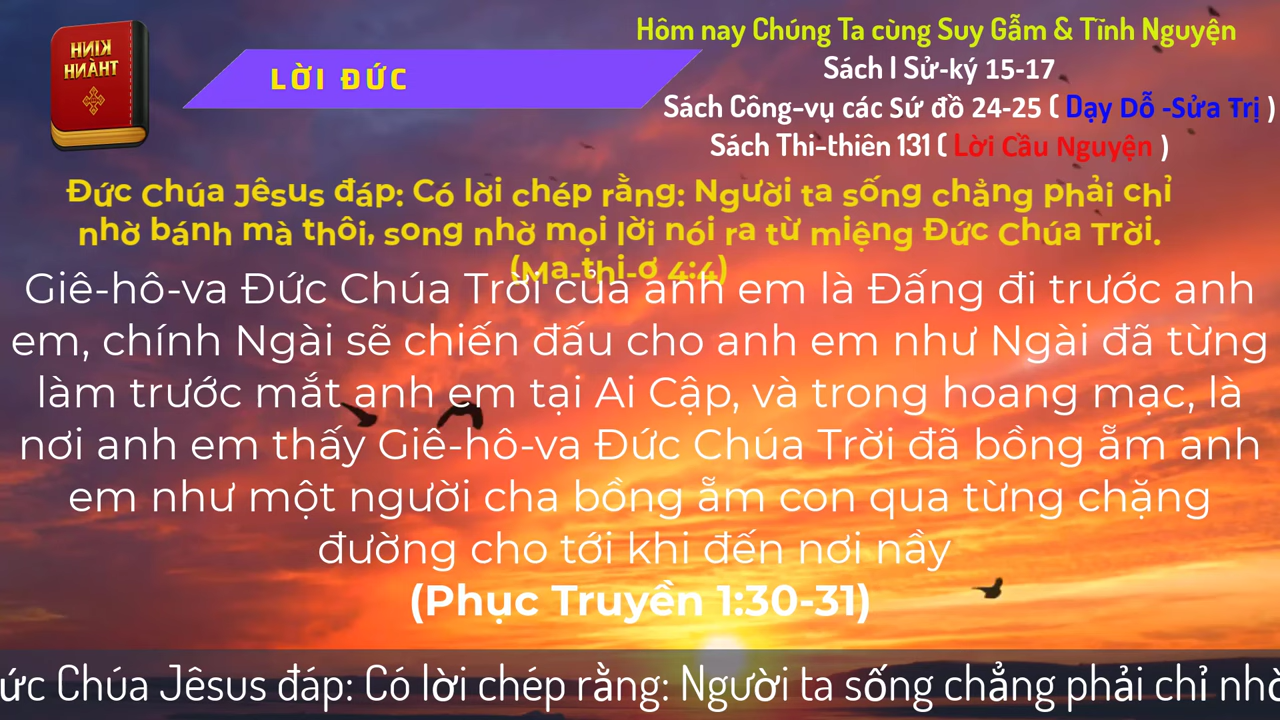 KINH
THÀNH
LỜI ĐỨC
Hôm nay Chúng Ta cùng Suy Gẫm & Tĩnh Nguyện
Sách I Sử-ký 15-17
Sách Công-vụ các Sứ đồ 24-25 ( Dạy Dỗ -Sửa Trị )
Sách Thi-thiên 131 ( Lời Cầu Nguyện )
Đức Chúa Jêsus đáp: Có lời chép rằng: Người ta sống chẳng phải chỉ
nhờ bánh mà thôi, song nhờ mọi lời nói ra từ miệng Đức Chúa Trời.
(Ma-thi-ơ 4:4)
Giê-hô-va Đức Chúa Trời của anh em là Đấng đi trước anh
em, chính Ngài sẽ chiến đấu cho anh em như Ngài đã từng
làm trước mắt anh em tại Ai Cập, và trong hoang mạc, là
nơi anh em thấy Giê-hô-va Đức Chúa Trời đã bồng ẵm anh
em như một người cha bồng ẵm con qua từng chặng
đường cho tới khi đến nơi nầy
(Phục Truyền 1:30-31)
ức Chúa Jêsus đáp: Có lời chép rằng: Người ta sống chẳng phải chỉ nhờ